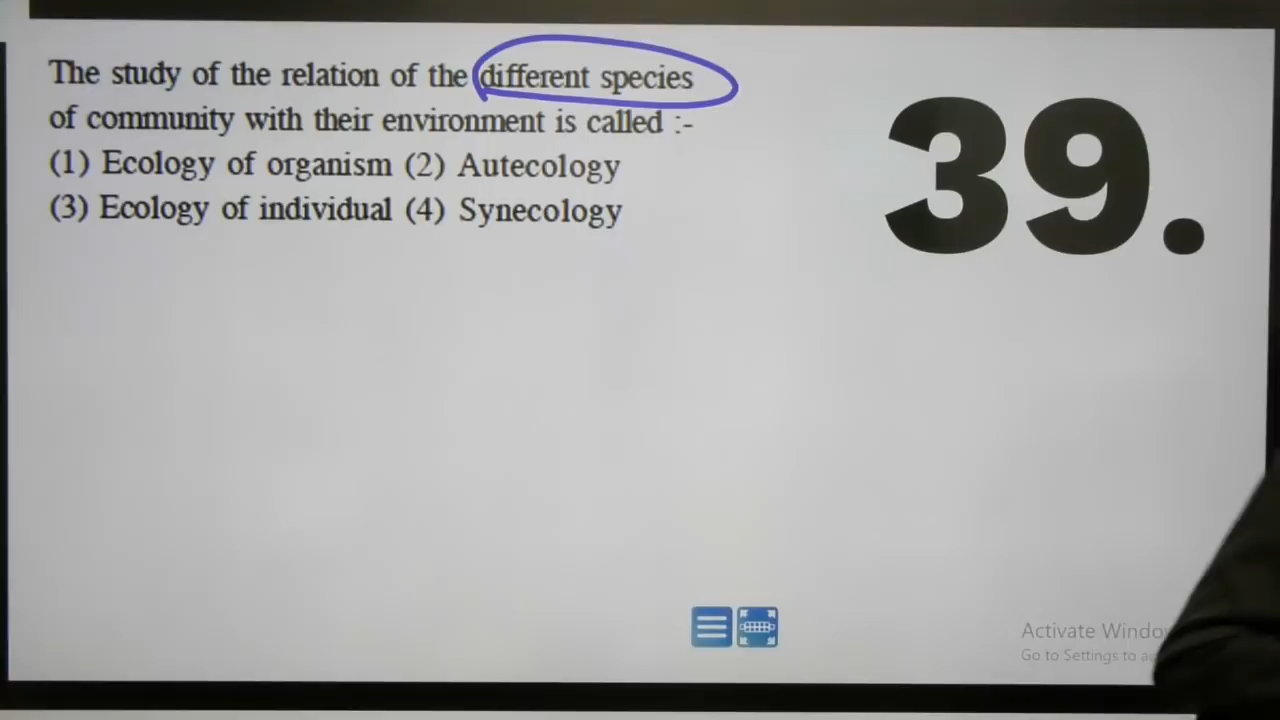 The study of the relation of the different species
of community with their environment is called :-
(1) Ecology of organism (2) Autecology
(3) Ecology of individual (4) Synecology
39.
Activate Windo
Go to Settings to a